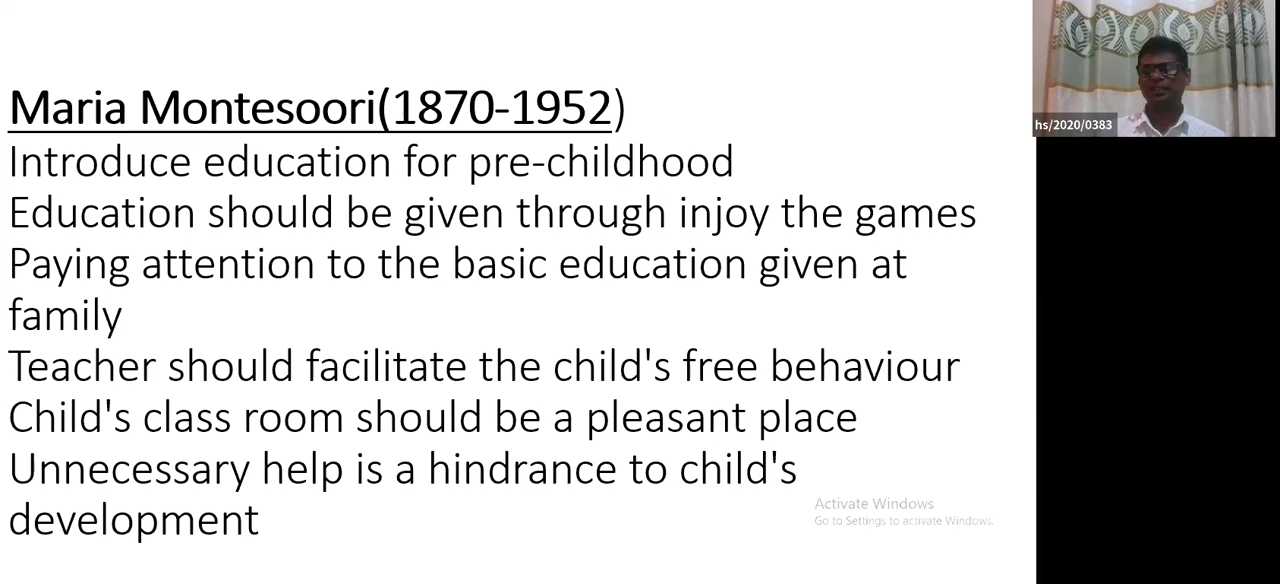 Maria Montesoori(1870-1952)
Introduce education for pre-childhood
Education should be given through injoy the games
Paying attention to the basic education given at
family
Teacher should facilitate the child's free behaviour
Child's class room should be a pleasant place
Unnecessary help is a hindrance to child's
development
Activate Windows
Go to Settings to activate Windows.
hs/2020/0383